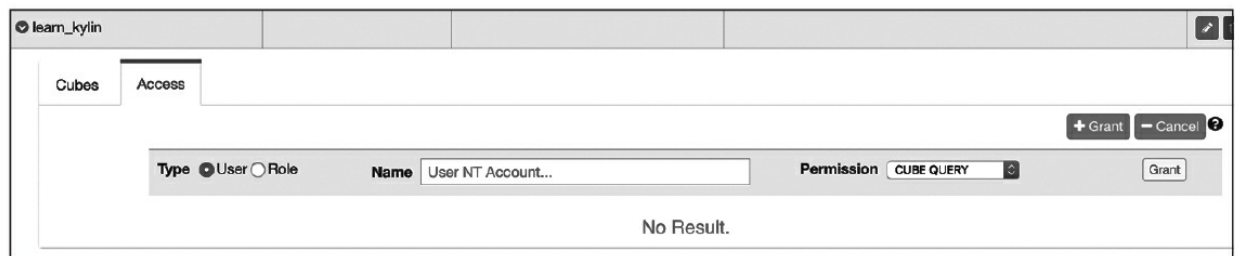 learn_kylin
Cubes Access
+ Grant − Cancel ?
Type User Role Name User NT Account... Permission CUBE QUERY Grant
No Result.